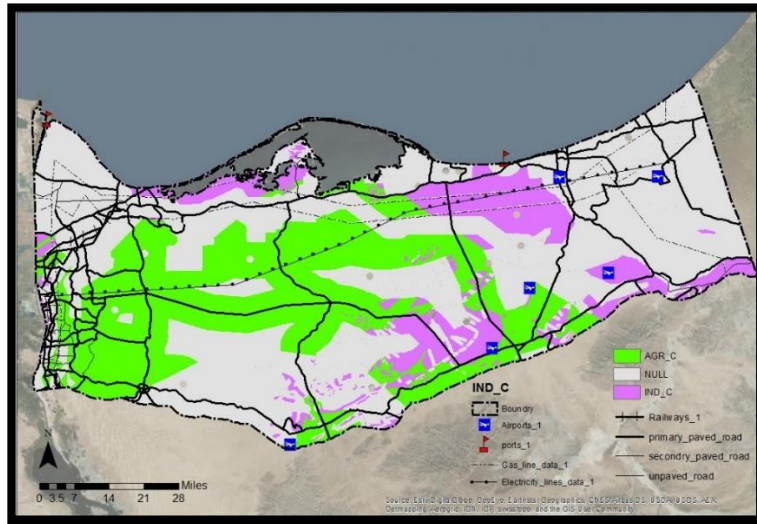 AGR_C
NULL
IND_C
IND_C
Boundry
Airports_1
ports_1
Gas_line_data_1
Electricity_lines_data_1
Railways_1
primary_paved_road
secondry_paved_road
unpaved_road
N
Miles
0 3.5 7 14 21 28
Source: Esri, DigitalGlobe, GeoEye, Earthstar Geographics, CNES/Airbus DS, USDA, USGS, AEX,
Getmapping, Aerogrid, IGN, IGP, swisstopo, and the GIS User Community